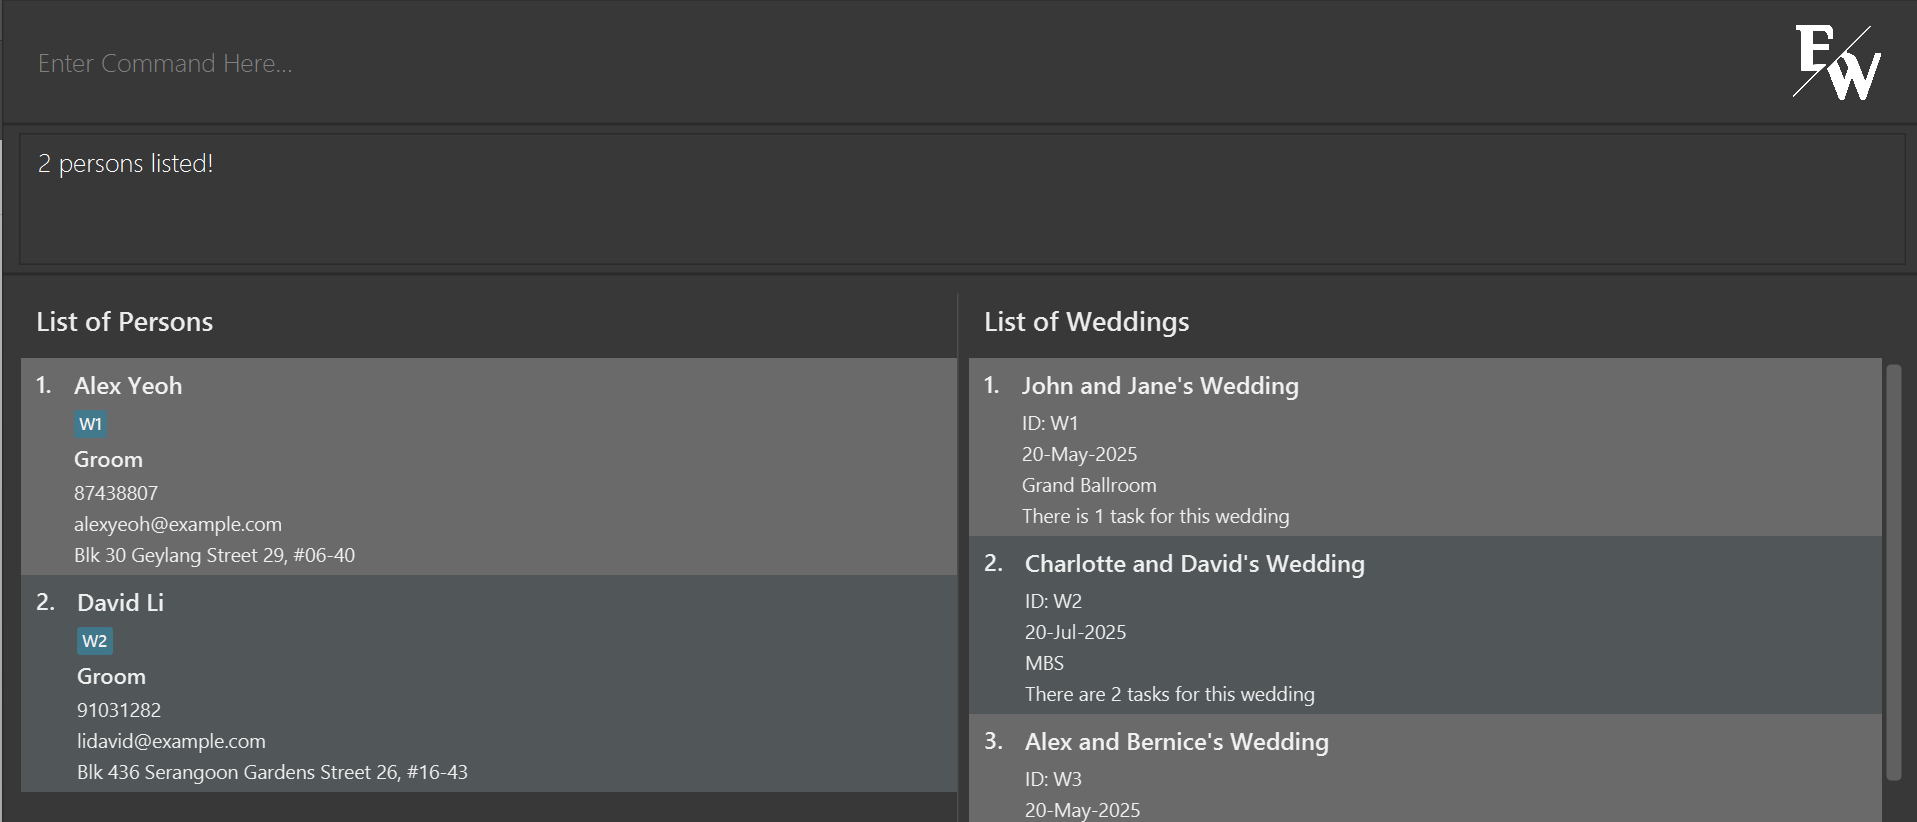 Enter Command Here...
EW
2 persons listed!
List of Persons
1. Alex Yeoh
W1
Groom
87438807
alexyeoh@example.com
Blk 30 Geylang Street 29, #06-40
2. David Li
W2
Groom
91031282
lidavid@example.com
Blk 436 Serangoon Gardens Street 26, #16-43
List of Weddings
1. John and Jane's Wedding
ID: W1
20-May-2025
Grand Ballroom
There is 1 task for this wedding
2. Charlotte and David's Wedding
ID: W2
20-Jul-2025
MBS
There are 2 tasks for this wedding
3. Alex and Bernice's Wedding
ID: W3
20-May-2025